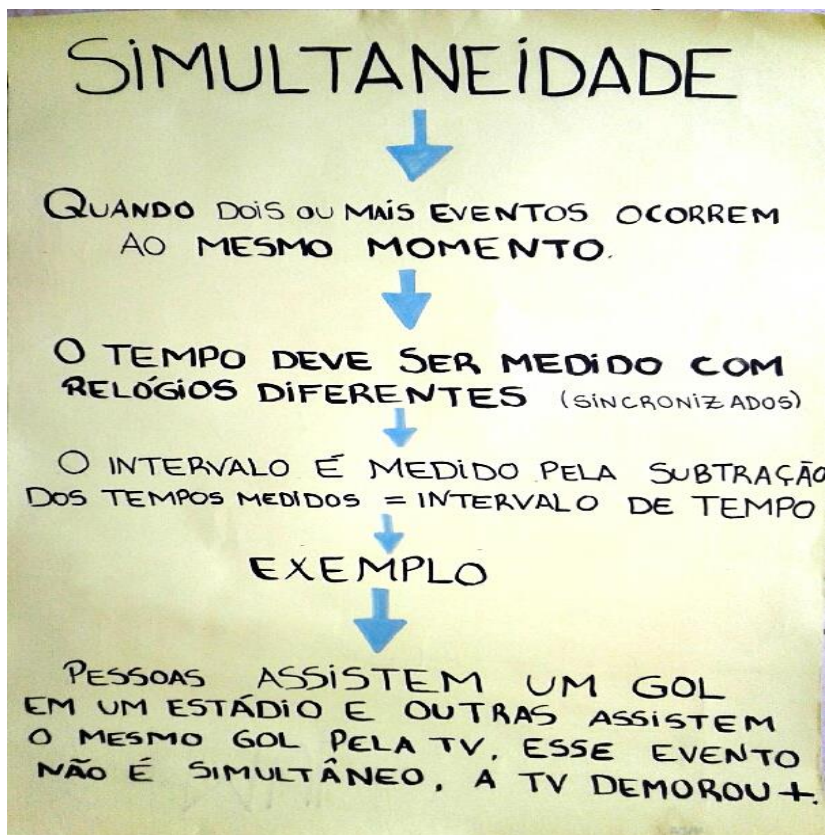 SIMULTANEIDADE
QUANDO DOIS OU MAIS EVENTOS OCORREM
AO MESMO MOMENTO.
O TEMPO DEVE SER MEDIDO COM
RELÓGIOS DIFERENTES (SINCRONIZADOS)
O INTERVALO É MEDIDO PELA SUBTRAÇÃO
DOS TEMPOS MEDIDOS = INTERVALO DE TEMPO
EXEMPLO
PESSOAS ASSISTEM UM GOL
EM UM ESTÁDIO E OUTRAS ASSISTEM
O MESMO GOL PELA TV. ESSE EVENTO
NÃO É SIMULTÂNEO, A TV DEMOROU +.